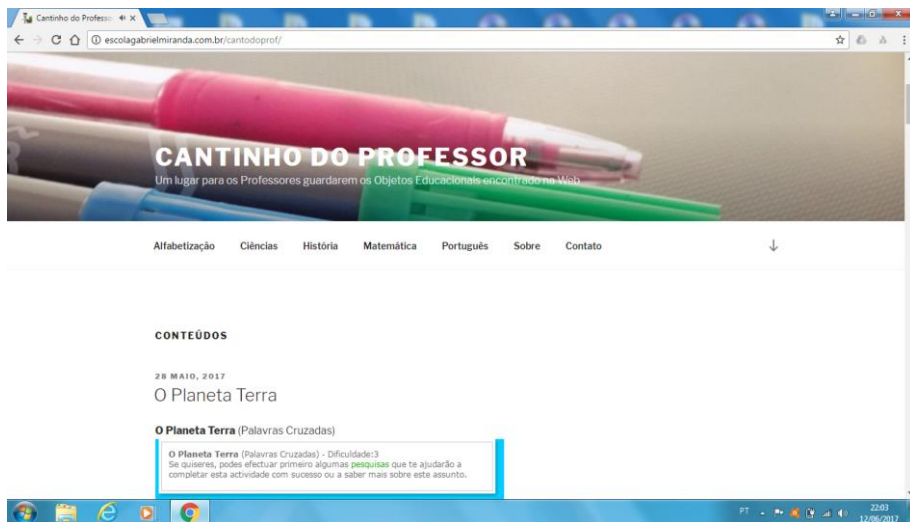 Cantinho do Professo
escolagabrielmiranda.com.br/cantodoprof/
CANTINHO DO PROFESSOR
Um lugar para os Professores guardarem os Objetos Educacionais encontrado na Web
Alfabetização Ciências História Matemática Português Sobre Contato
CONTEÚDOS
28 MAIO, 2017
O Planeta Terra
O Planeta Terra (Palavras Cruzadas)
O Planeta Terra (Palavras Cruzadas) - Dificuldade:3
Se quiseres, podes efectuar primeiro algumas pesquisas que te ajudarão a
completar esta actividade com sucesso ou a saber mais sobre este assunto.
PT
22:03
12/06/2017